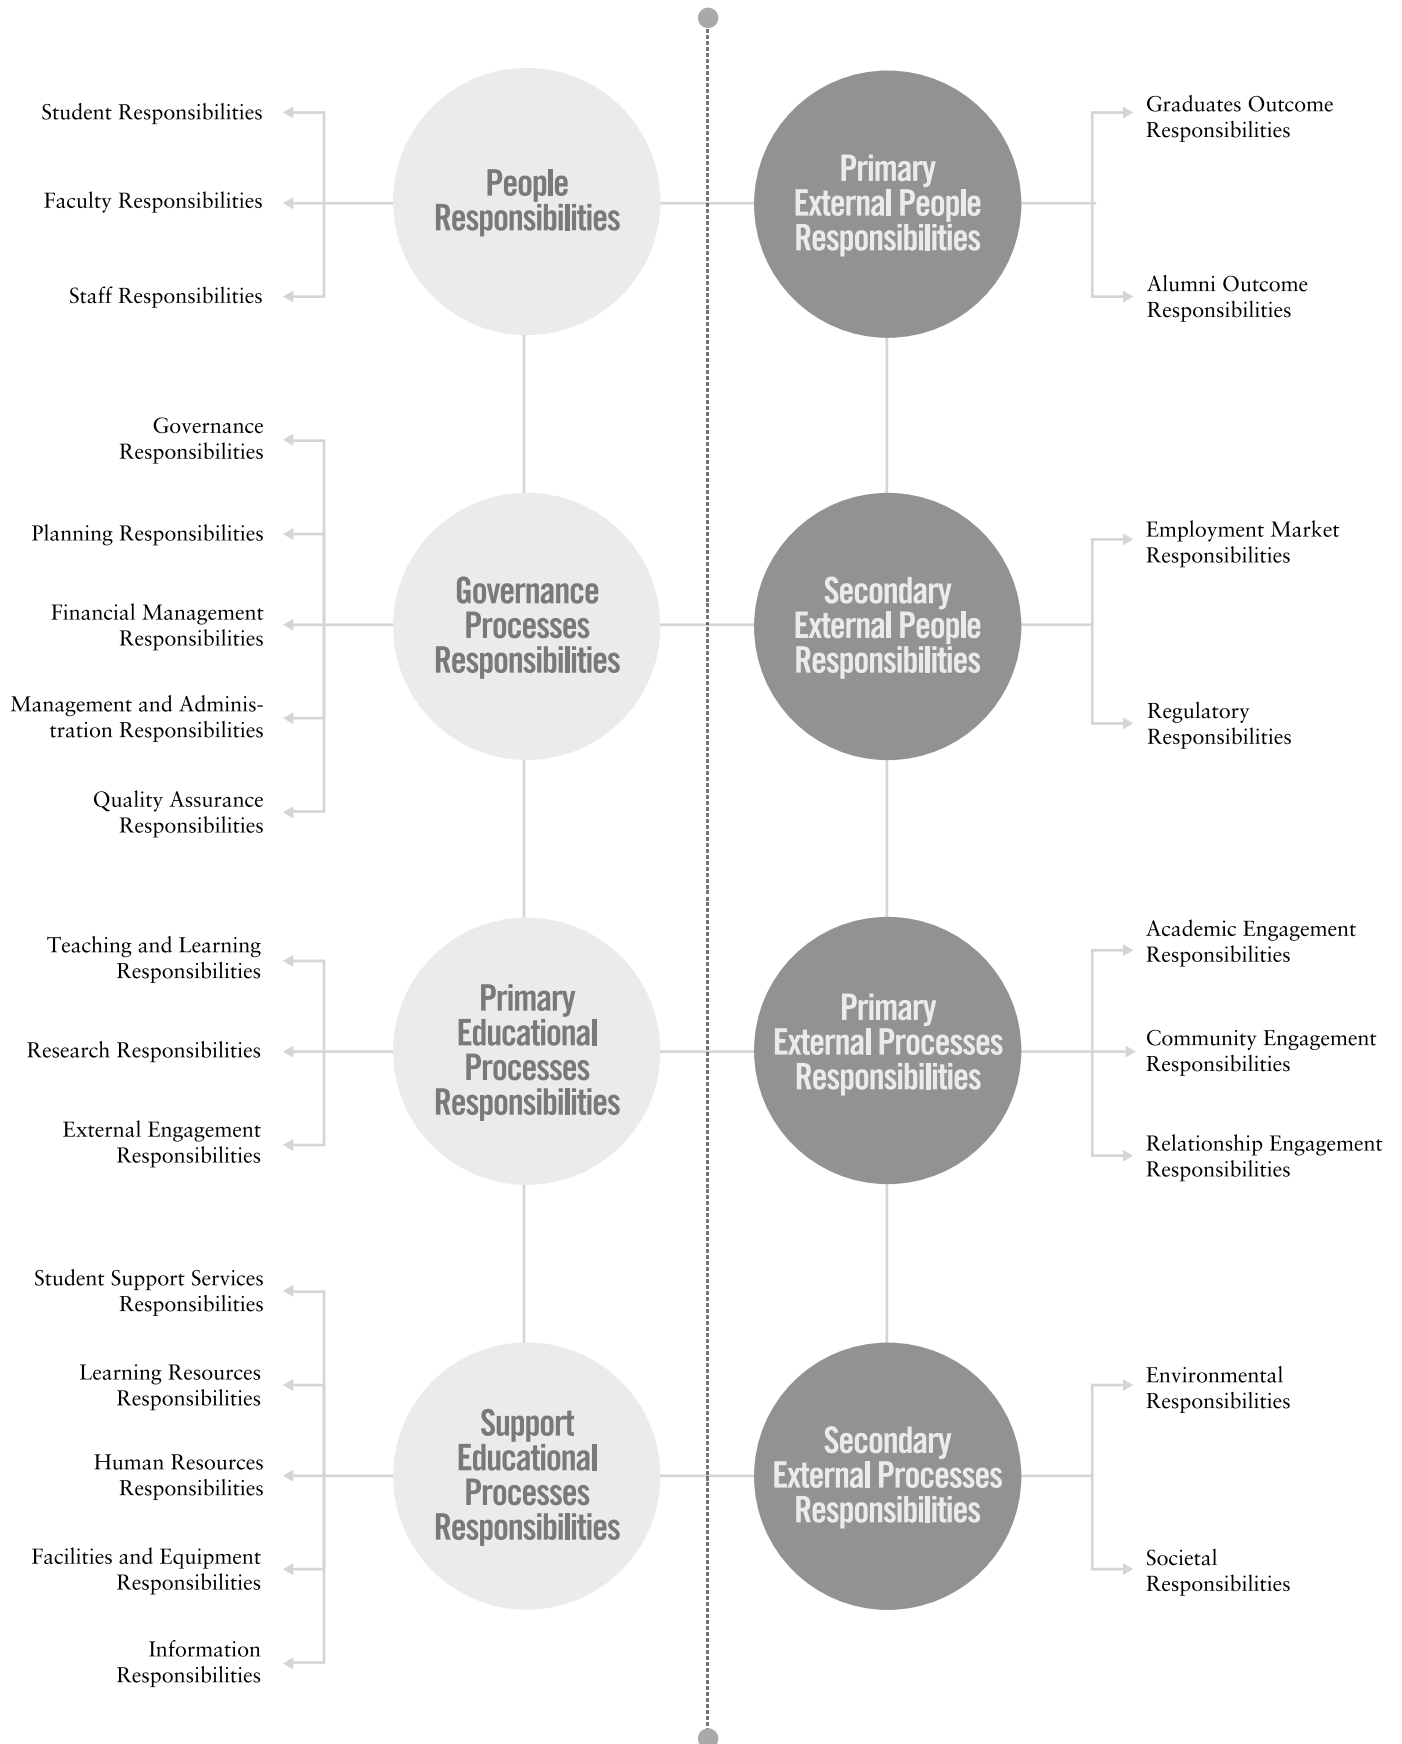 Student Responsibilities
Faculty Responsibilities
Staff Responsibilities
People
Responsibilities
Primary
External People
Responsibilities
Graduates Outcome
Responsibilities
Alumni Outcome
Responsibilities
Governance
Responsibilities
Planning Responsibilities
Financial Management
Responsibilities
Management and Adminis-
tration Responsibilities
Quality Assurance
Responsibilities
Governance
Processes
Responsibilities
Secondary
External People
Responsibilities
Employment Market
Responsibilities
Regulatory
Responsibilities
Teaching and Learning
Responsibilities
Research Responsibilities
External Engagement
Responsibilities
Primary
Educational
Processes
Responsibilities
Primary
External Processes
Responsibilities
Academic Engagement
Responsibilities
Community Engagement
Responsibilities
Relationship Engagement
Responsibilities
Student Support Services
Responsibilities
Learning Resources
Responsibilities
Human Resources
Responsibilities
Facilities and Equipment
Responsibilities
Information
Responsibilities
Support
Educational
Processes
Responsibilities
Secondary
External Processes
Responsibilities
Environmental
Responsibilities
Societal
Responsibilities